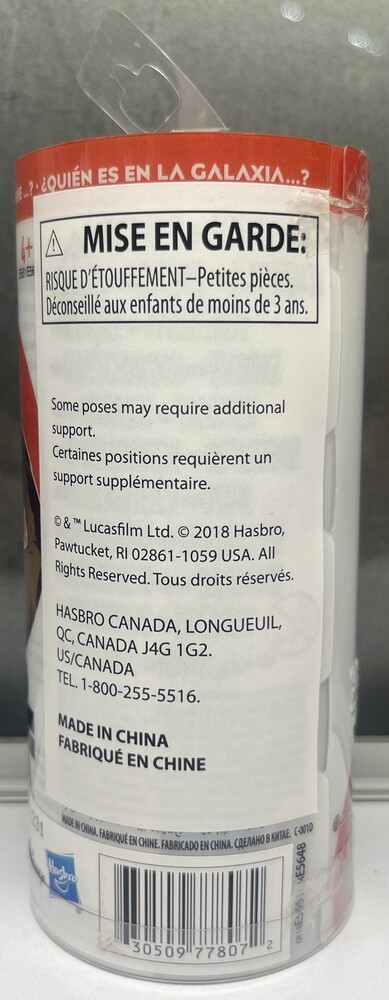 ...? · ¿QUIÉN ES EN LA GALAXIA...?
4+
MISE EN GARDE:
RISQUE D'ÉTOUFFEMENT–Petites pièces.
Déconseillé aux enfants de moins de 3 ans.
Some poses may require additional
support.
Certaines positions requièrent un
support supplémentaire.
© & ™ Lucasfilm Ltd. © 2018 Hasbro,
Pawtucket, RI 02861-1059 USA. All
Rights Reserved. Tous droits réservés.
HASBRO CANADA, LONGUEUIL,
QC, CANADA J4G 1G2.
US/CANADA
TEL. 1-800-255-5516.
MADE IN CHINA
FABRIQUÉ EN CHINE
MADE IN CHINA. FABRIQUÉ EN CHINE. FABRICADO EN CHINA. СДЕЛАНО В КИТАЕ. C-001D
Hasbro
E5648
30509 77807 2